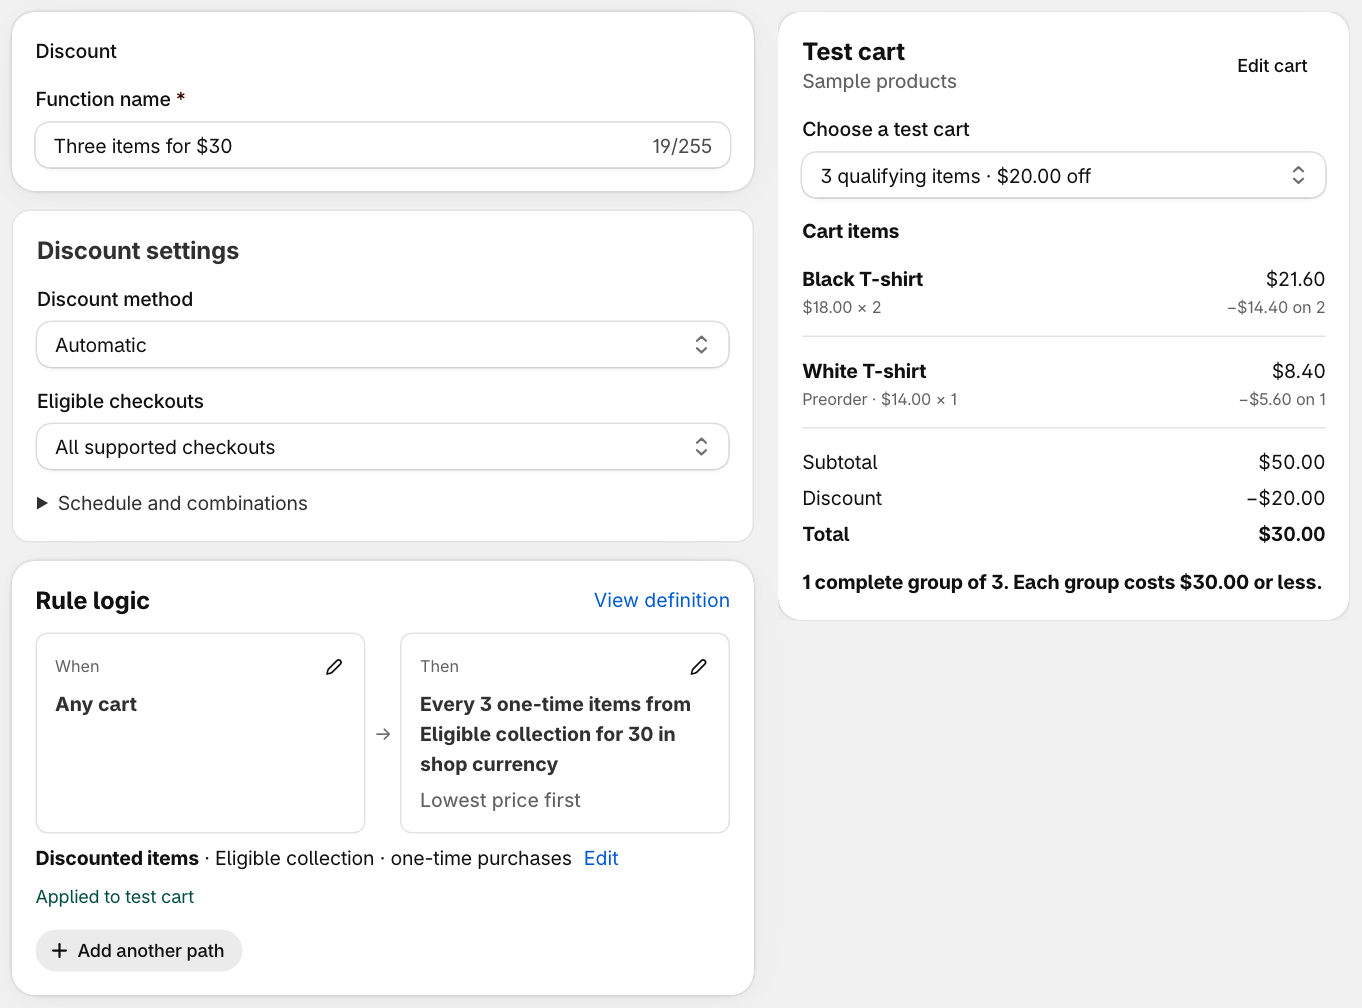 Discount
Function name *
Three items for $30
19/255
Discount settings
Discount method
Automatic
Eligible checkouts
All supported checkouts
Schedule and combinations
Rule logic
View definition
When
Any cart
→
Then
Every 3 one-time items from
Eligible collection for 30 in
shop currency
Lowest price first
Discounted items · Eligible collection · one-time purchases Edit
Applied to test cart
+ Add another path
Test cart
Sample products
Edit cart
Choose a test cart
3 qualifying items · $20.00 off
Cart items
Black T-shirt $21.60
$18.00 × 2 −$14.40 on 2
White T-shirt $8.40
Preorder · $14.00 × 1 −$5.60 on 1
Subtotal $50.00
Discount −$20.00
Total $30.00
1 complete group of 3. Each group costs $30.00 or less.